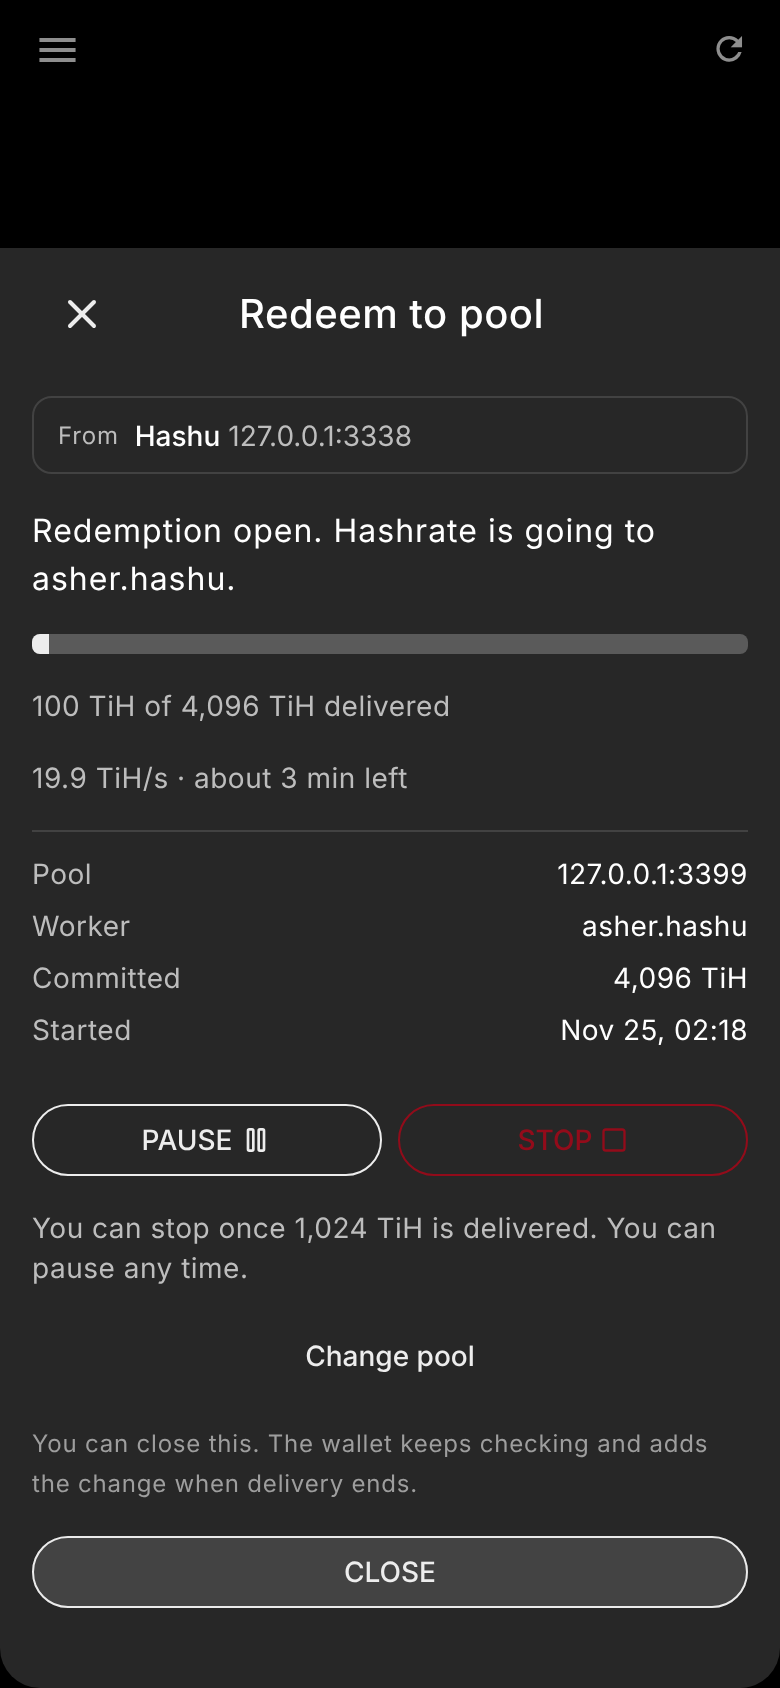 Redeem to pool
From Hashu 127.0.0.1:3338
Redemption open. Hashrate is going to
asher.hashu.
100 TiH of 4,096 TiH delivered
19.9 TiH/s · about 3 min left
Pool 127.0.0.1:3399
Worker asher.hashu
Committed 4,096 TiH
Started Nov 25, 02:18
PAUSE STOP
You can stop once 1,024 TiH is delivered. You can
pause any time.
Change pool
You can close this. The wallet keeps checking and adds
the change when delivery ends.
CLOSE